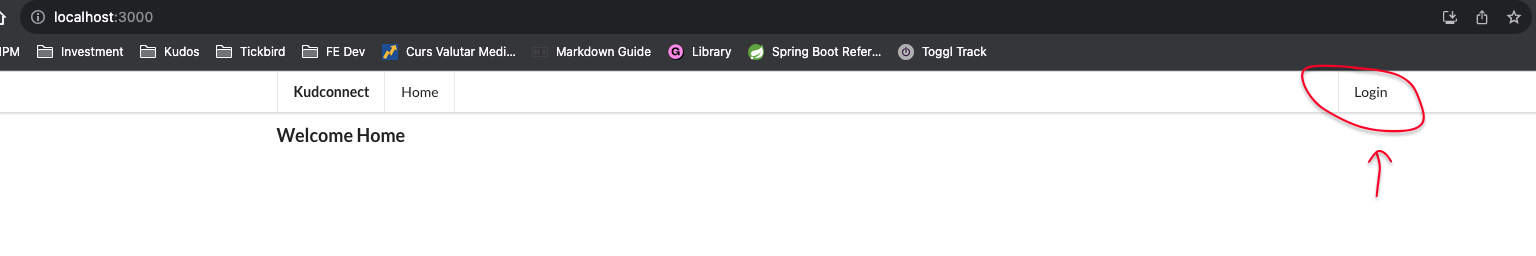 localhost:3000
IPM Investment Kudos Tickbird FE Dev Curs Valutar Medi... Markdown Guide Library Spring Boot Refer... Toggl Track
Kudconnect Home Login
Welcome Home